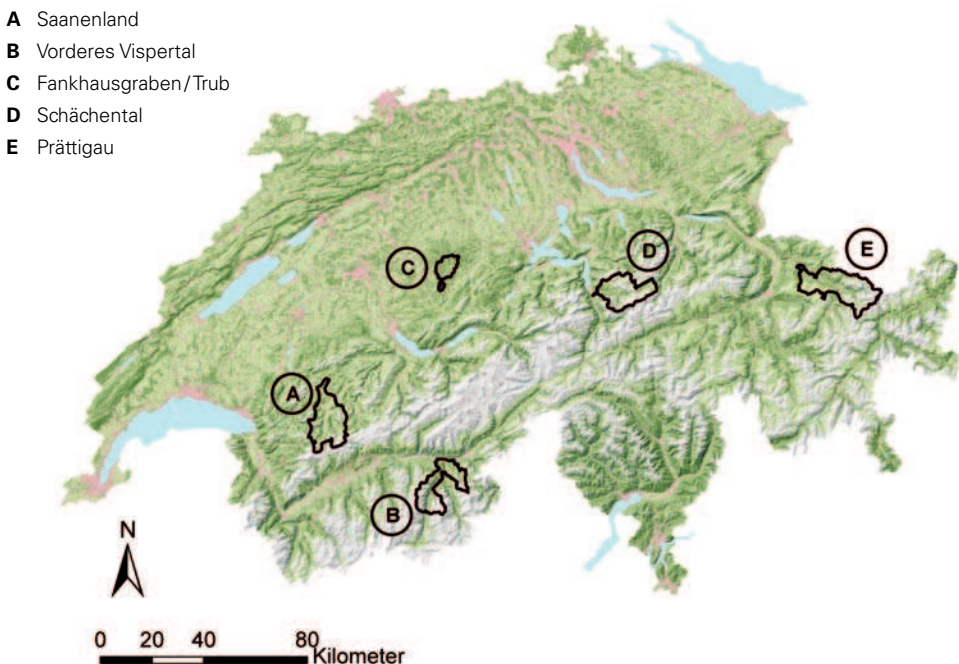 A Saanenland
B Vorderes Vispertal
C Fankhausgraben/Trub
D Schächental
E Prättigau
C
D
E
A
B
N
0 20 40 80
Kilometer